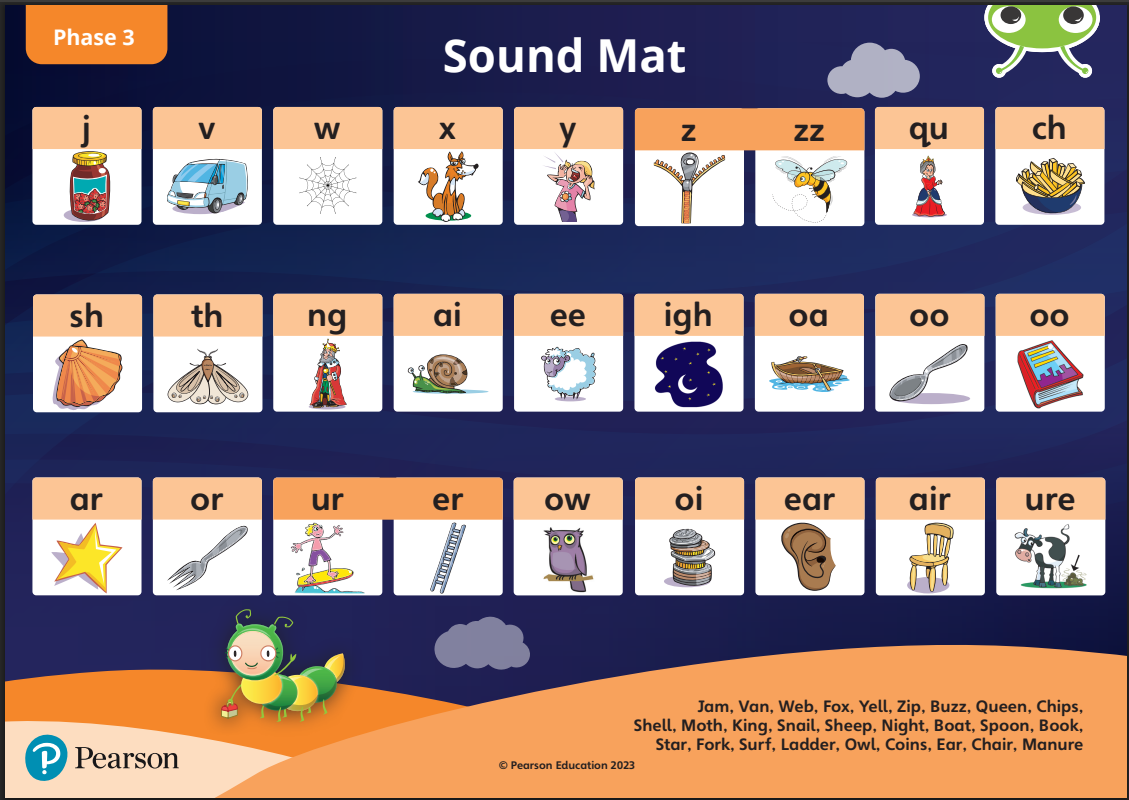 Phase 3
Sound Mat
j v w x y z zz qu ch
sh th ng ai ee igh oa oo oo
ar or ur er ow oi ear air ure
Jam, Van, Web, Fox, Yell, Zip, Buzz, Queen, Chips,
Shell, Moth, King, Snail, Sheep, Night, Boat, Spoon, Book,
Star, Fork, Surf, Ladder, Owl, Coins, Ear, Chair, Manure
P Pearson
© Pearson Education 2023